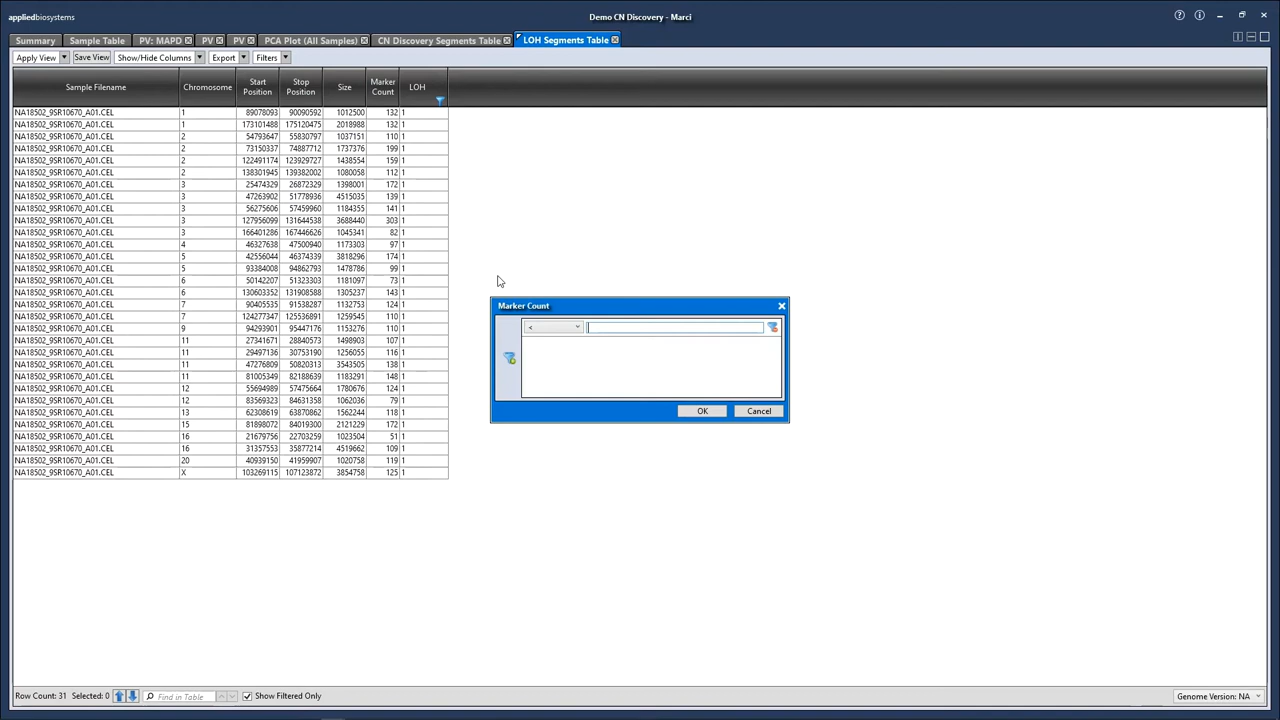 appliedbiosystems
Demo CN Discovery - Marci
Summary Sample Table PV: MAPD PV PV PCA Plot (All Samples) CN Discovery Segments Table LOH Segments Table
Apply View Save View Show/Hide Columns Export Filters
Sample Filename Chromosome Start Position Stop Position Size Marker Count LOH
NA18502_9SR10670_A01.CEL 1 89078093 90090592 1012500 132 1
NA18502_9SR10670_A01.CEL 1 173101488 175120475 2018988 132 1
NA18502_9SR10670_A01.CEL 2 54793647 55830797 1037151 110 1
NA18502_9SR10670_A01.CEL 2 73150337 74887712 1737376 199 1
NA18502_9SR10670_A01.CEL 2 122491174 123929727 1438554 159 1
NA18502_9SR10670_A01.CEL 2 138301945 139382002 1080058 112 1
NA18502_9SR10670_A01.CEL 3 25474329 26872329 1398001 172 1
NA18502_9SR10670_A01.CEL 3 47263902 51778936 4515035 139 1
NA18502_9SR10670_A01.CEL 3 56275606 57459960 1184355 141 1
NA18502_9SR10670_A01.CEL 3 127956099 131644538 3688440 303 1
NA18502_9SR10670_A01.CEL 3 166401286 167446626 1045341 82 1
NA18502_9SR10670_A01.CEL 4 46327638 47500940 1173303 97 1
NA18502_9SR10670_A01.CEL 5 42556044 46374339 3818296 174 1
NA18502_9SR10670_A01.CEL 5 93384008 94862793 1478786 99 1
NA18502_9SR10670_A01.CEL 6 50142207 51323303 1181097 73 1
NA18502_9SR10670_A01.CEL 6 130603352 131908588 1305237 143 1
NA18502_9SR10670_A01.CEL 7 90405535 91538287 1132753 124 1
NA18502_9SR10670_A01.CEL 7 124277347 125536891 1259545 110 1
NA18502_9SR10670_A01.CEL 9 94293901 95447176 1153276 110 1
NA18502_9SR10670_A01.CEL 11 27341671 28840573 1498903 107 1
NA18502_9SR10670_A01.CEL 11 29497136 30753190 1256055 116 1
NA18502_9SR10670_A01.CEL 11 47276809 50820313 3543505 138 1
NA18502_9SR10670_A01.CEL 11 81005349 82188639 1183291 148 1
NA18502_9SR10670_A01.CEL 12 55694989 57475664 1780676 124 1
NA18502_9SR10670_A01.CEL 12 83569323 84631358 1062036 79 1
NA18502_9SR10670_A01.CEL 13 62308619 63870862 1562244 118 1
NA18502_9SR10670_A01.CEL 15 81898072 84019300 2121229 172 1
NA18502_9SR10670_A01.CEL 16 21679756 22703259 1023504 51 1
NA18502_9SR10670_A01.CEL 16 31357553 35877214 4519662 109 1
NA18502_9SR10670_A01.CEL 20 40939150 41959907 1020758 119 1
NA18502_9SR10670_A01.CEL X 103269115 107123872 3854758 125 1
Marker Count
<
OK Cancel
Row Count: 31 Selected: 0 Find in Table Show Filtered Only Genome Version: NA